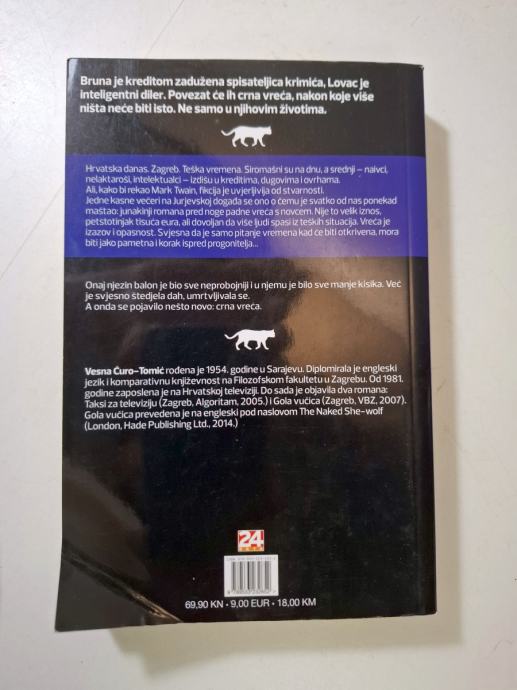 Bruna je kreditom zadužena spisateljica krimića, Lovac je
inteligentni diler. Povezat će ih crna vreća, nakon koje više
ništa neće biti isto. Ne samo u njihovim životima.
Hrvatska danas. Zagreb. Teška vremena. Siromašni su na dnu, a srednji – naivci,
nelaktaroši, intelektualci – izdišu u kreditima, dugovima i ovrhama.
Ali, kako bi rekao Mark Twain, fikcija je uvjerljivija od stvarnosti.
Jedne kasne večeri na Jurjevskoj događa se ono o čemu je svatko od nas ponekad
maštao: junakinji romana pred noge padne vreća s novcem. Nije to velik iznos,
petstotinjak tisuća eura, ali dovoljan da više ljudi spasi iz teških situacija. Vreća je
izazov i opasnost. Svjesna da je samo pitanje vremena kad će biti otkrivena, mora
biti jako pametna i korak ispred progonitelja...
Onaj njezin balon je bio sve neprobojniji i u njemu je bilo sve manje kisika. Već
je svjesno štedjela dah, umrtvljivala se.
A onda se pojavilo nešto novo: crna vreća.
Vesna Ćuro-Tomić rođena je 1954. godine u Sarajevu. Diplomirala je engleski
jezik i komparativnu književnost na Filozofskom fakultetu u Zagrebu. Od 1981.
godine zaposlena je na Hrvatskoj televiziji. Do sada je objavila dva romana:
Taksi za televiziju (Zagreb, Algoritam, 2005.) i Gola vučica (Zagreb, VBZ, 2007).
Gola vučica prevedena je na engleski pod naslovom The Naked She-wolf
(London, Hade Publishing Ltd., 2014.)
24
69,90 KN • 9,00 EUR • 18,00 KM